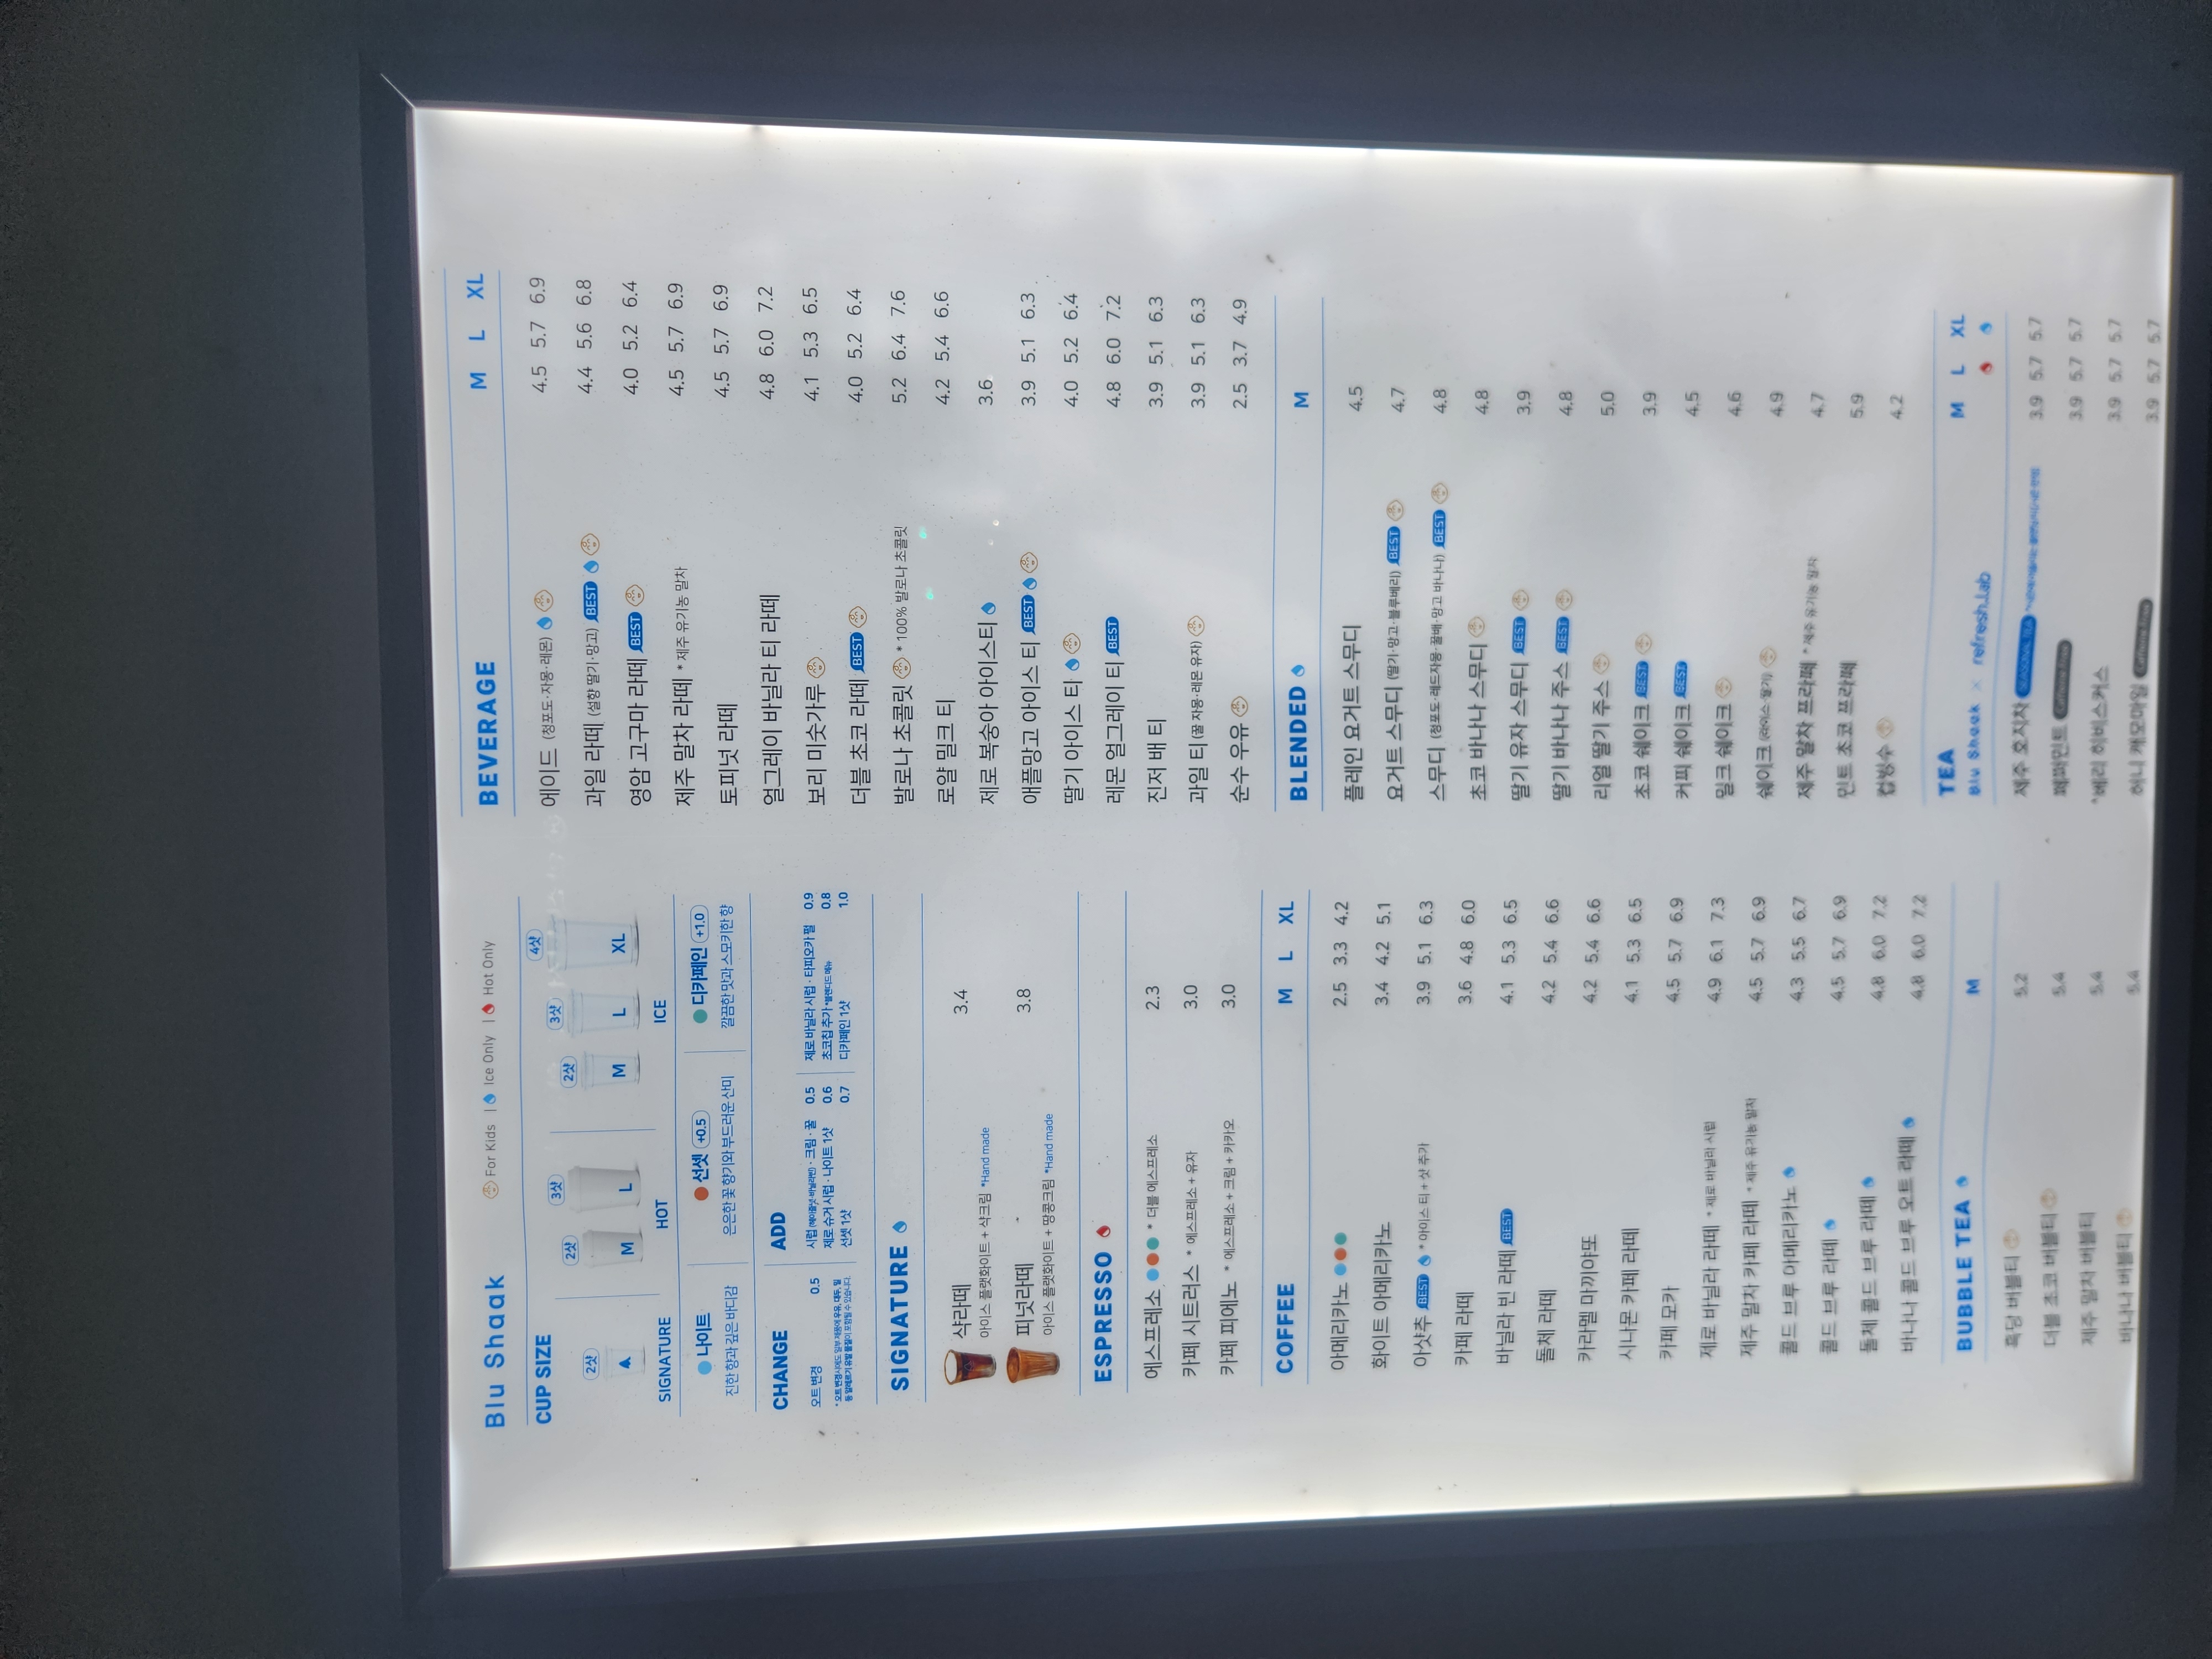 Blu Shaak
For Kids | Ice Only | Hot Only
CUP SIZE
2샷 2샷 3샷 2샷 3샷 4샷
M L M L XL
SIGNATURE HOT ICE
나이트 선셋 +0.5 디카페인 +1.0
진한 향과 깊은 바디감 은은한 꽃 향기와 부드러운 산미 깔끔한 맛과 스모키한 향
CHANGE
오트 변경 0.5
* 오트 변경시에도 일부 제품에 우유, 대두, 밀
등 알레르기 유발 물질이 포함될 수 있습니다.
ADD
시럽 (헤이즐넛·바닐라빈) · 크림 · 꿀 0.5
제로 슈거 시럽 · 나이트 1샷 0.6
선셋 1샷 0.7
제로 바닐라 시럽 · 타피오카 펄 0.9
초코칩 추가 *블렌디드 메뉴 0.8
디카페인 1샷 1.0
SIGNATURE
샥라떼 3.4
아이스 플랫화이트 + 샥크림 *Hand made
피넛라떼 3.8
아이스 플랫화이트 + 땅콩크림 *Hand made
ESPRESSO
에스프레소 * 더블 에스프레소 2.3
카페 시트러스 * 에스프레소 + 유자 3.0
카페 피에노 * 에스프레소 + 크림 + 카카오 3.0
COFFEE M L XL
아메리카노 2.5 3.3 4.2
화이트 아메리카노 3.4 4.2 5.1
아샷추 BEST * 아이스 티 + 샷 추가 3.9 5.1 6.3
카페 라떼 3.6 4.8 6.0
바닐라 빈 라떼 BEST 4.1 5.3 6.5
돌체 라떼 4.2 5.4 6.6
카라멜 마끼야또 4.2 5.4 6.6
시나몬 카페 라떼 4.1 5.3 6.5
카페 모카 4.5 5.7 6.9
제로 바닐라 라떼 * 제로 바닐라 시럽 4.9 6.1 7.3
제주 말차 카페 라떼 * 제주 유기농 말차 4.5 5.7 6.9
콜드 브루 아메리카노 4.3 5.5 6.7
콜드 브루 라떼 4.5 5.7 6.9
돌체 콜드 브루 라떼 4.8 6.0 7.2
바나나 콜드 브루 오트 라떼 4.8 6.0 7.2
BUBBLE TEA M
흑당 버블티 5.2
더블 초코 버블티 5.4
제주 말차 버블티 5.4
바나나 버블티 5.4
BEVERAGE M L XL
에이드 (청포도·자몽·레몬) 4.5 5.7 6.9
과일 라떼 (설향 딸기·망고) BEST 4.4 5.6 6.8
영암 고구마 라떼 BEST 4.0 5.2 6.4
제주 말차 라떼 * 제주 유기농 말차 4.5 5.7 6.9
토피넛 라떼 4.5 5.7 6.9
얼그레이 바닐라 티 라떼 4.8 6.0 7.2
보리 미숫가루 4.1 5.3 6.5
더블 초코 라떼 BEST 4.0 5.2 6.4
발로나 초콜릿 * 100% 발로나 초콜릿 5.2 6.4 7.6
로얄 밀크 티 4.2 5.4 6.6
제로 복숭아 아이스티 3.6
애플망고 아이스 티 BEST 3.9 5.1 6.3
딸기 아이스 티 4.0 5.2 6.4
레몬 얼그레이 티 BEST 4.8 6.0 7.2
진저 배 티 3.9 5.1 6.3
과일 티 (꿀 자몽·레몬 유자) 3.9 5.1 6.3
순수 우유 2.5 3.7 4.9
BLENDED M
플레인 요거트 스무디 4.5
요거트 스무디 (딸기·망고·블루베리) BEST 4.7
스무디 (청포도·레드자몽·꿀배·망고 바나나) BEST 4.8
초코 바나나 스무디 4.8
딸기 유자 스무디 BEST 3.9
딸기 바나나 주스 BEST 4.8
리얼 딸기 주스 5.0
초코 쉐이크 BEST 3.9
커피 쉐이크 BEST 4.5
밀크 쉐이크 4.6
쉐이크 (라이스·딸기) 4.9
제주 말차 프라페 * 제주 유기농 말차 4.7
민트 초코 프라페 5.9
컵빙수 4.2
TEA M L XL
Blu Shaak × refresh.lab
제주 호지차 SEASONAL TEA 3.9 5.7 5.7
페퍼민트 Caffeine Free 3.9 5.7 5.7
베리 히비스커스 3.9 5.7 5.7
허니 캐모마일 Caffeine Free 3.9 5.7 5.7